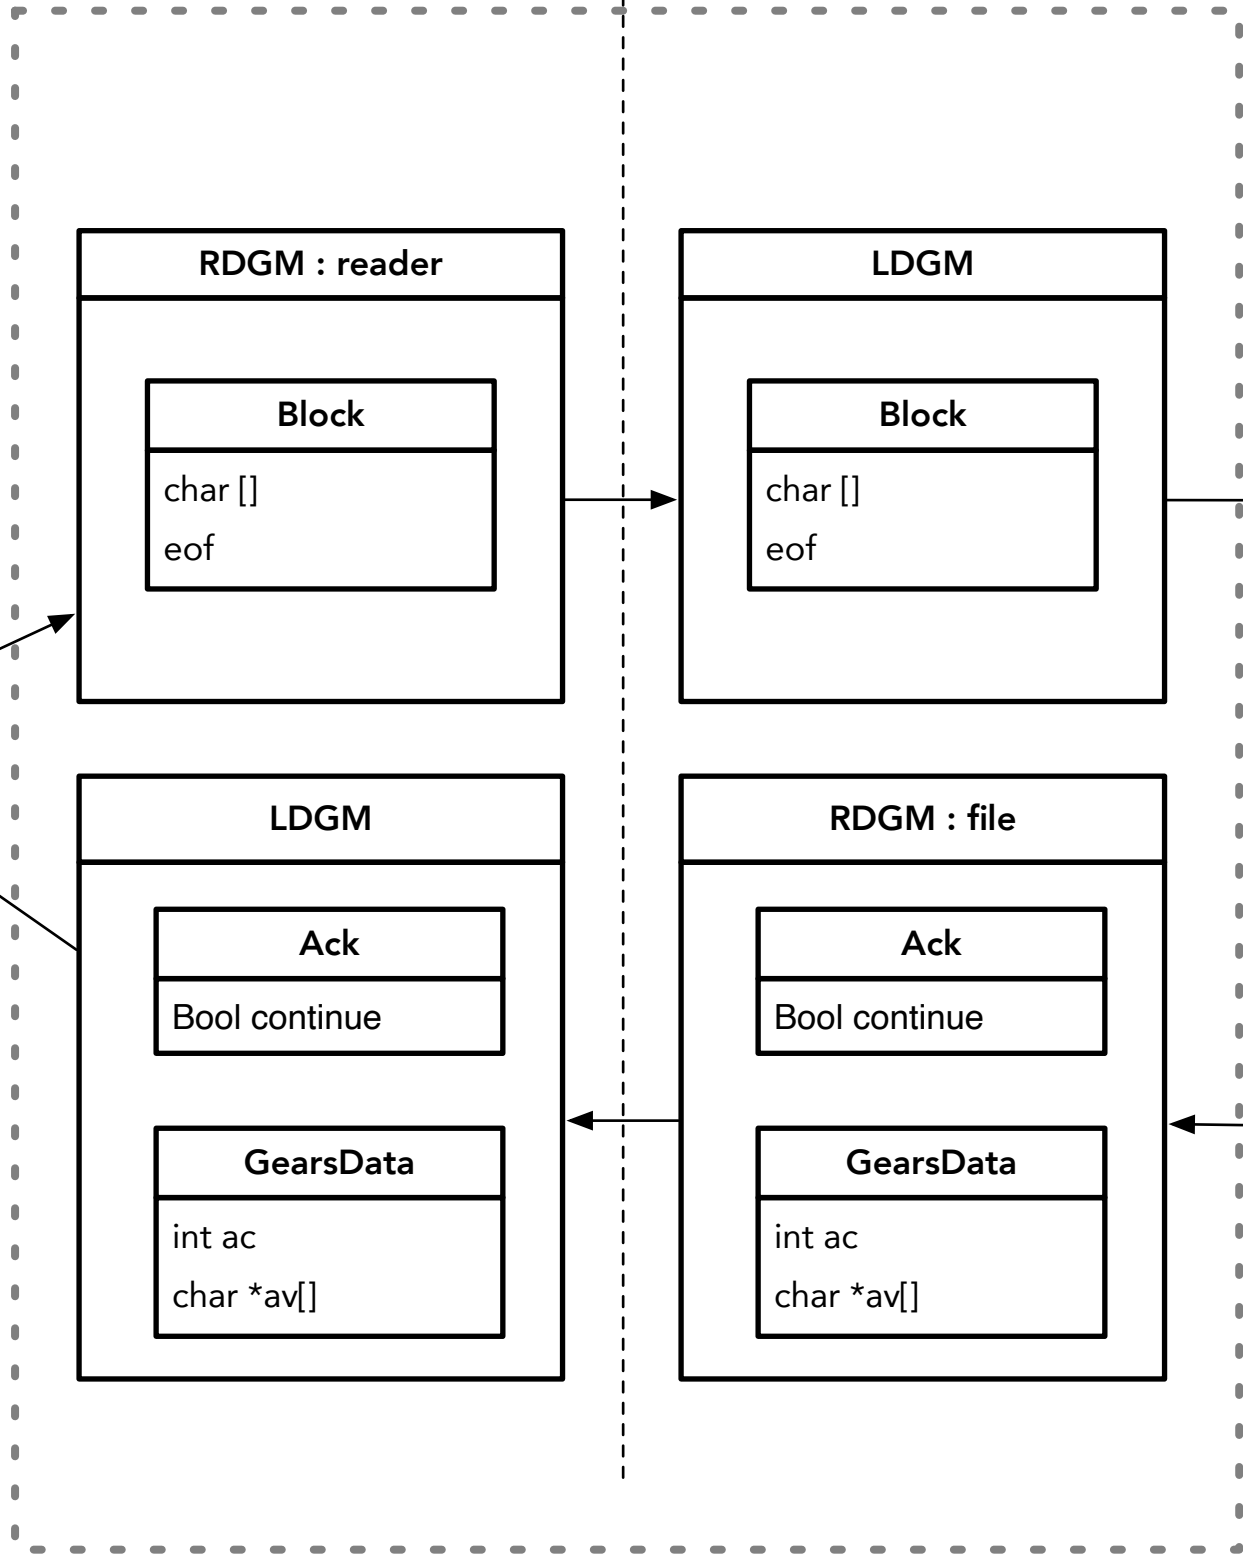 RDGM : reader
Block
char []
eof
LDGM
Block
char []
eof
LDGM
Ack
Bool continue
GearsData
int ac
char *av[]
RDGM : file
Ack
Bool continue
GearsData
int ac
char *av[]